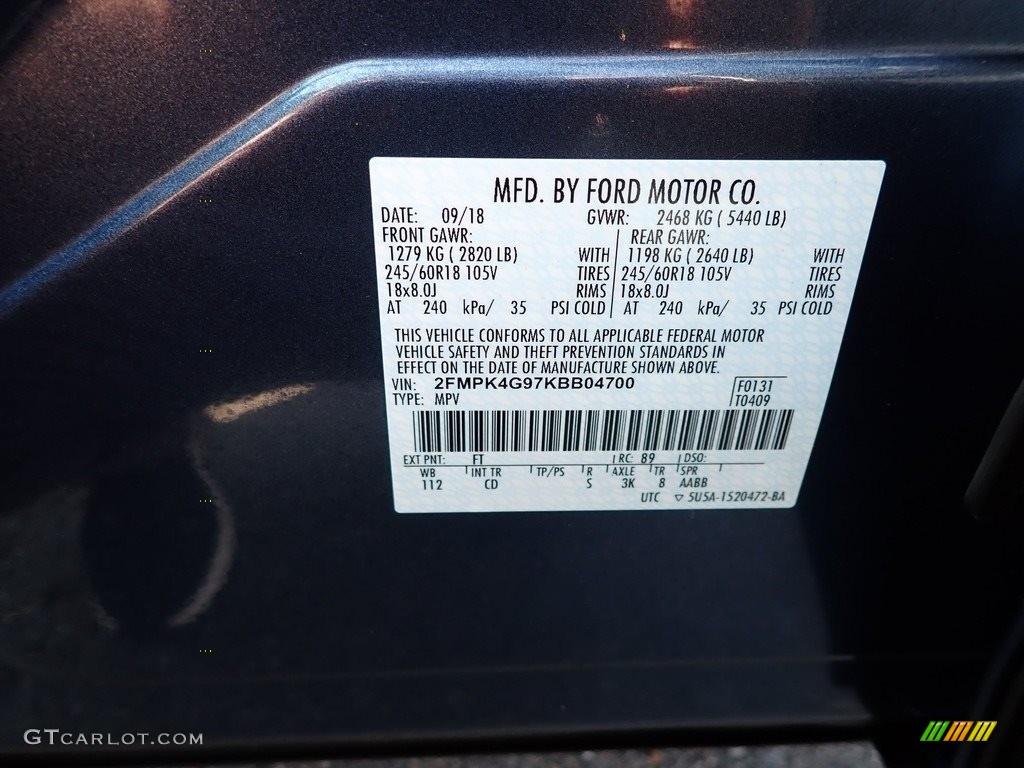 MFD. BY FORD MOTOR CO.
DATE: 09/18 GVWR: 2468 KG ( 5440 LB)
FRONT GAWR: REAR GAWR:
1279 KG ( 2820 LB) WITH 1198 KG ( 2640 LB) WITH
245/60R18 105V TIRES 245/60R18 105V TIRES
18x8.0J RIMS 18x8.0J RIMS
AT 240 kPa/ 35 PSI COLD AT 240 kPa/ 35 PSI COLD
THIS VEHICLE CONFORMS TO ALL APPLICABLE FEDERAL MOTOR
VEHICLE SAFETY AND THEFT PREVENTION STANDARDS IN
EFFECT ON THE DATE OF MANUFACTURE SHOWN ABOVE.
VIN: 2FMPK4G97KBB04700 F0131
TYPE: MPV T0409
EXT PNT: FT RC: 89 DSO:
WB INT TR TP/PS R AXLE TR SPR
112 CD S 3K 8 AABB
UTC ▽ 5U5A-1520472-BA
GTCARLOT.COM